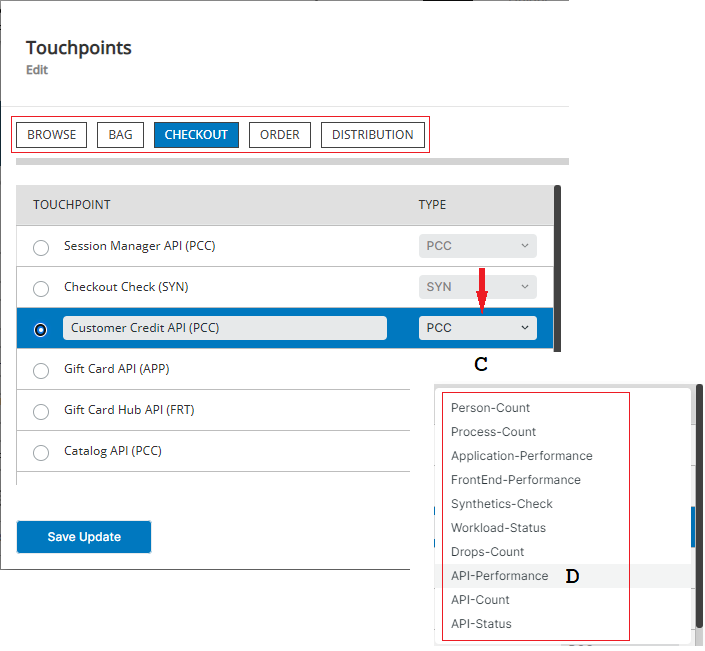 Touchpoints
Edit
BROWSE BAG CHECKOUT ORDER DISTRIBUTION
TOUCHPOINT TYPE
Session Manager API (PCC) PCC
Checkout Check (SYN) SYN
Customer Credit API (PCC) PCC
C
Gift Card API (APP)
Gift Card Hub API (FRT)
Catalog API (PCC)
Save Update
Person-Count
Process-Count
Application-Performance
FrontEnd-Performance
Synthetics-Check
Workload-Status
Drops-Count
API-Performance D
API-Count
API-Status